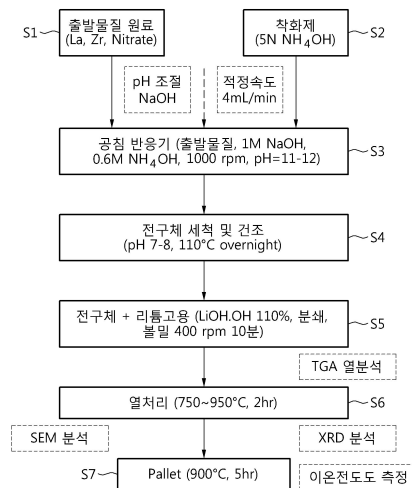 S1
출발물질 원료
(La, Zr, Nitrate)
착화제
(5N NH4OH)
S2
pH 조절
NaOH
적정속도
4mL/min
공침 반응기 (출발물질, 1M NaOH,
0.6M NH4OH, 1000 rpm, pH=11-12)
S3
전구체 세척 및 건조
(pH 7-8, 110°C overnight)
S4
전구체 + 리튬고용 (LiOH.OH 110%, 분쇄,
볼밀 400 rpm 10분)
S5
TGA 열분석
열처리 (750~950°C, 2hr)
S6
SEM 분석
XRD 분석
S7
Pallet (900°C, 5hr)
이온전도도 측정